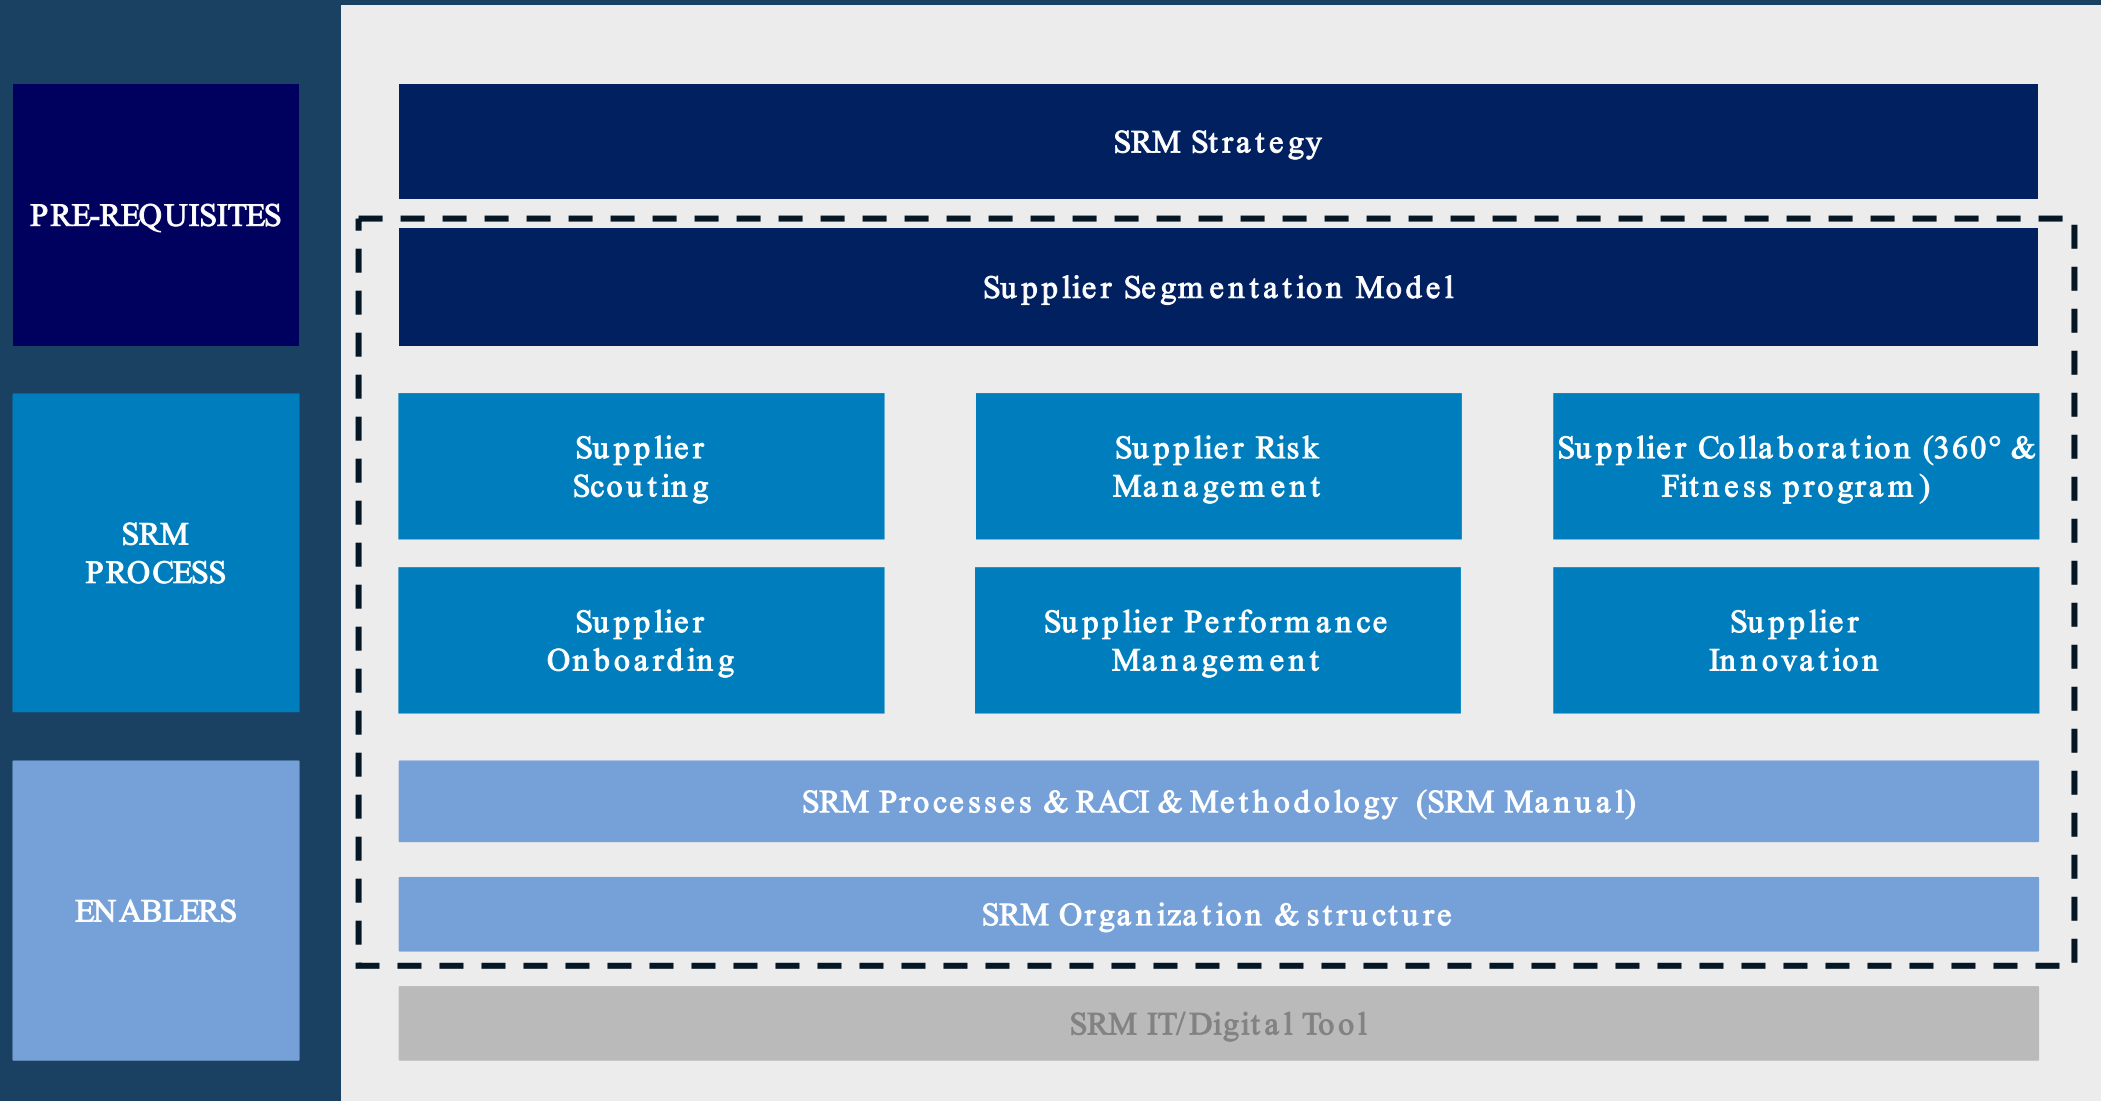 PRE-REQUISITES
SRM Strategy
Supplier Segmentation Model
SRM
PROCESS
Supplier
Scouting
Supplier Risk
Management
Supplier Collaboration (360° &
Fitness program)
Supplier
Onboarding
Supplier Performance
Management
Supplier
Innovation
ENABLERS
SRM Processes & RACI & Methodology (SRM Manual)
SRM Organization & structure
SRM IT/Digital Tool